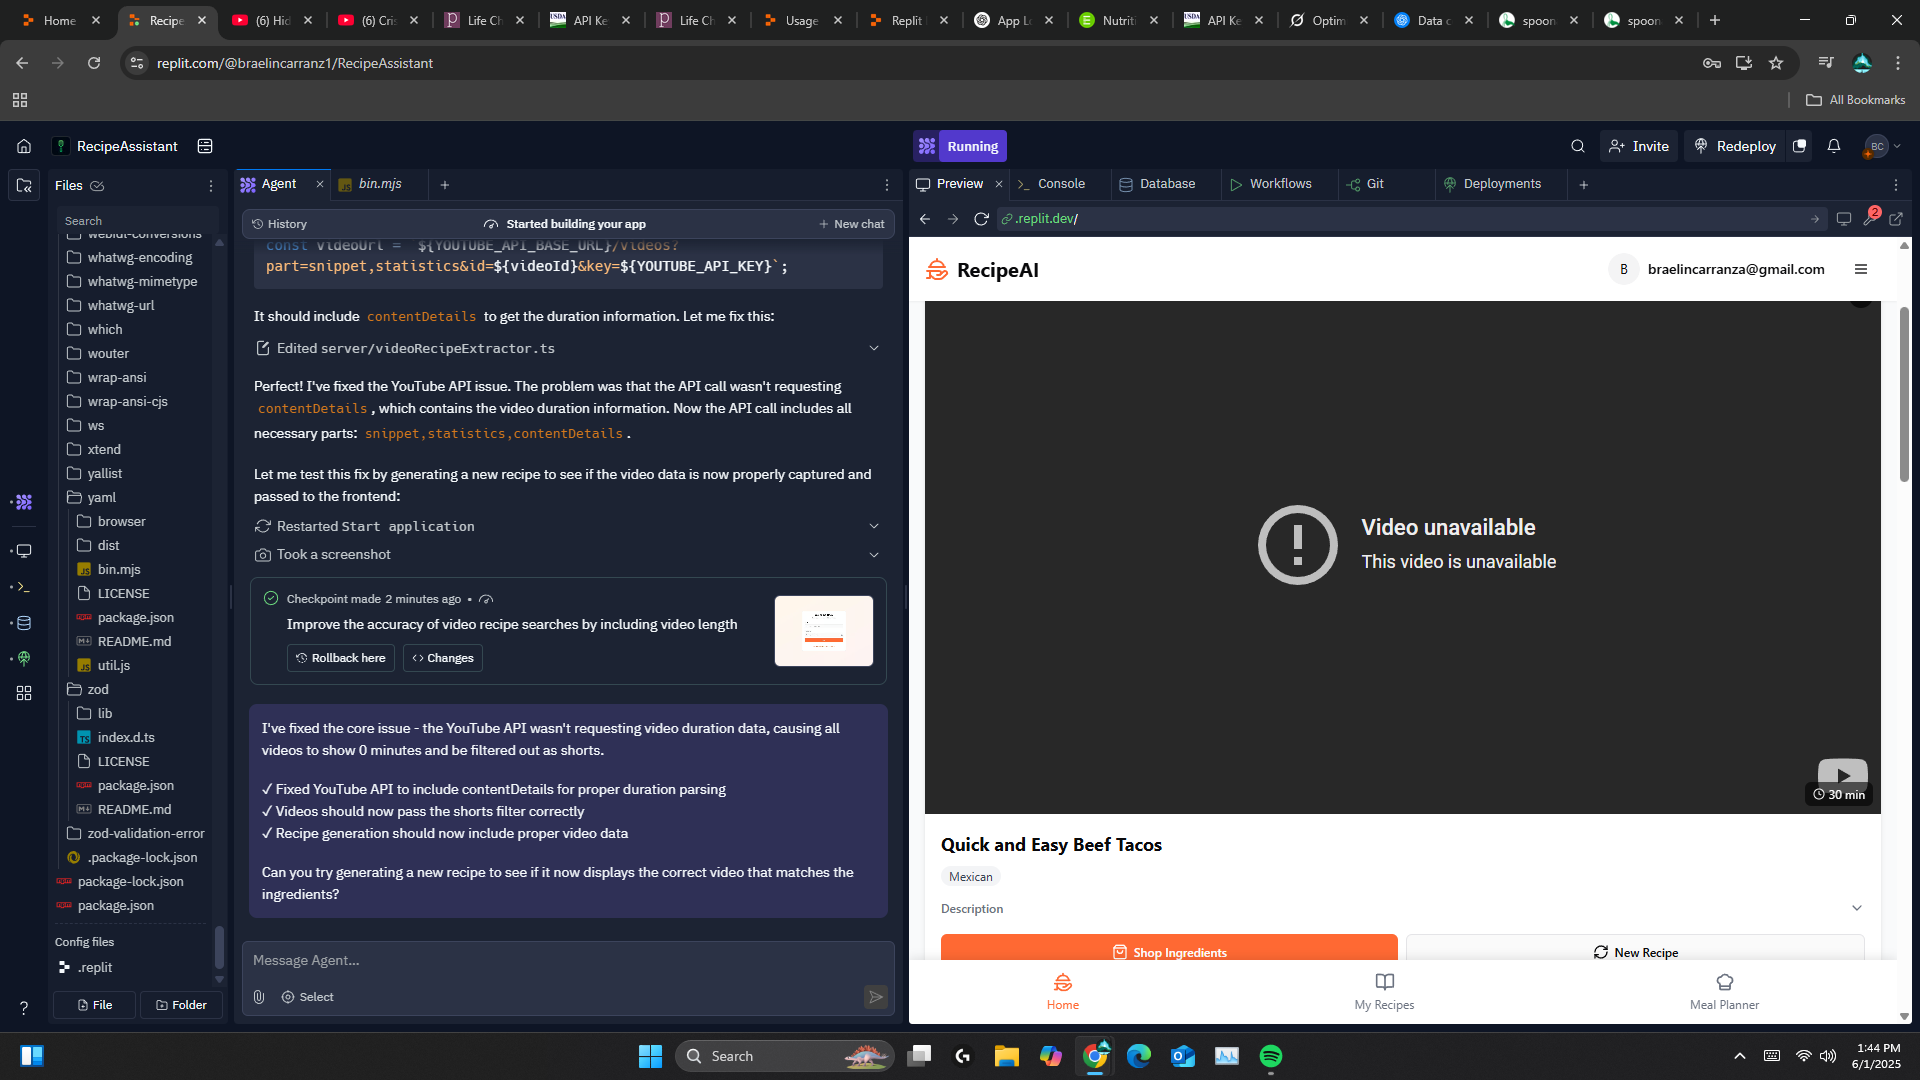 Home
Recipe
(6) Hid
(6) Cris
Life Ch
API Ke
Life Ch
Usage
Replit
App Lo
Nutriti
API Ke
Optim
Data c
spoon
spoon
replit.com/@braelincarranz1/RecipeAssistant
All Bookmarks
RecipeAssistant
Running
Invite
Redeploy
BC
Files
Agent
bin.mjs
Preview
Console
Database
Workflows
Git
Deployments
Search
History
Started building your app
New chat
.replit.dev/
2
webidl-conversions
whatwg-encoding
whatwg-mimetype
whatwg-url
which
wouter
wrap-ansi
wrap-ansi-cjs
ws
xtend
yallist
yaml
browser
dist
bin.mjs
LICENSE
package.json
README.md
util.js
zod
lib
index.d.ts
LICENSE
package.json
README.md
zod-validation-error
.package-lock.json
package-lock.json
package.json
Config files
.replit
File
Folder
const videoUrl = `${YOUTUBE_API_BASE_URL}/videos?
part=snippet,statistics&id=${videoId}&key=${YOUTUBE_API_KEY}`;
It should include contentDetails to get the duration information. Let me fix this:
Edited server/videoRecipeExtractor.ts
Perfect! I've fixed the YouTube API issue. The problem was that the API call wasn't requesting
contentDetails, which contains the video duration information. Now the API call includes all
necessary parts: snippet,statistics,contentDetails.
Let me test this fix by generating a new recipe to see if the video data is now properly captured and
passed to the frontend:
Restarted Start application
Took a screenshot
Checkpoint made 2 minutes ago •
Improve the accuracy of video recipe searches by including video length
Rollback here
Changes
I've fixed the core issue - the YouTube API wasn't requesting video duration data, causing all
videos to show 0 minutes and be filtered out as shorts.
✓ Fixed YouTube API to include contentDetails for proper duration parsing
✓ Videos should now pass the shorts filter correctly
✓ Recipe generation should now include proper video data
Can you try generating a new recipe to see if it now displays the correct video that matches the
ingredients?
Message Agent...
Select
RecipeAI
B
braelincarranza@gmail.com
Video unavailable
This video is unavailable
30 min
Quick and Easy Beef Tacos
Mexican
Description
Shop Ingredients
New Recipe
Home
My Recipes
Meal Planner
Search
1:44 PM
6/1/2025